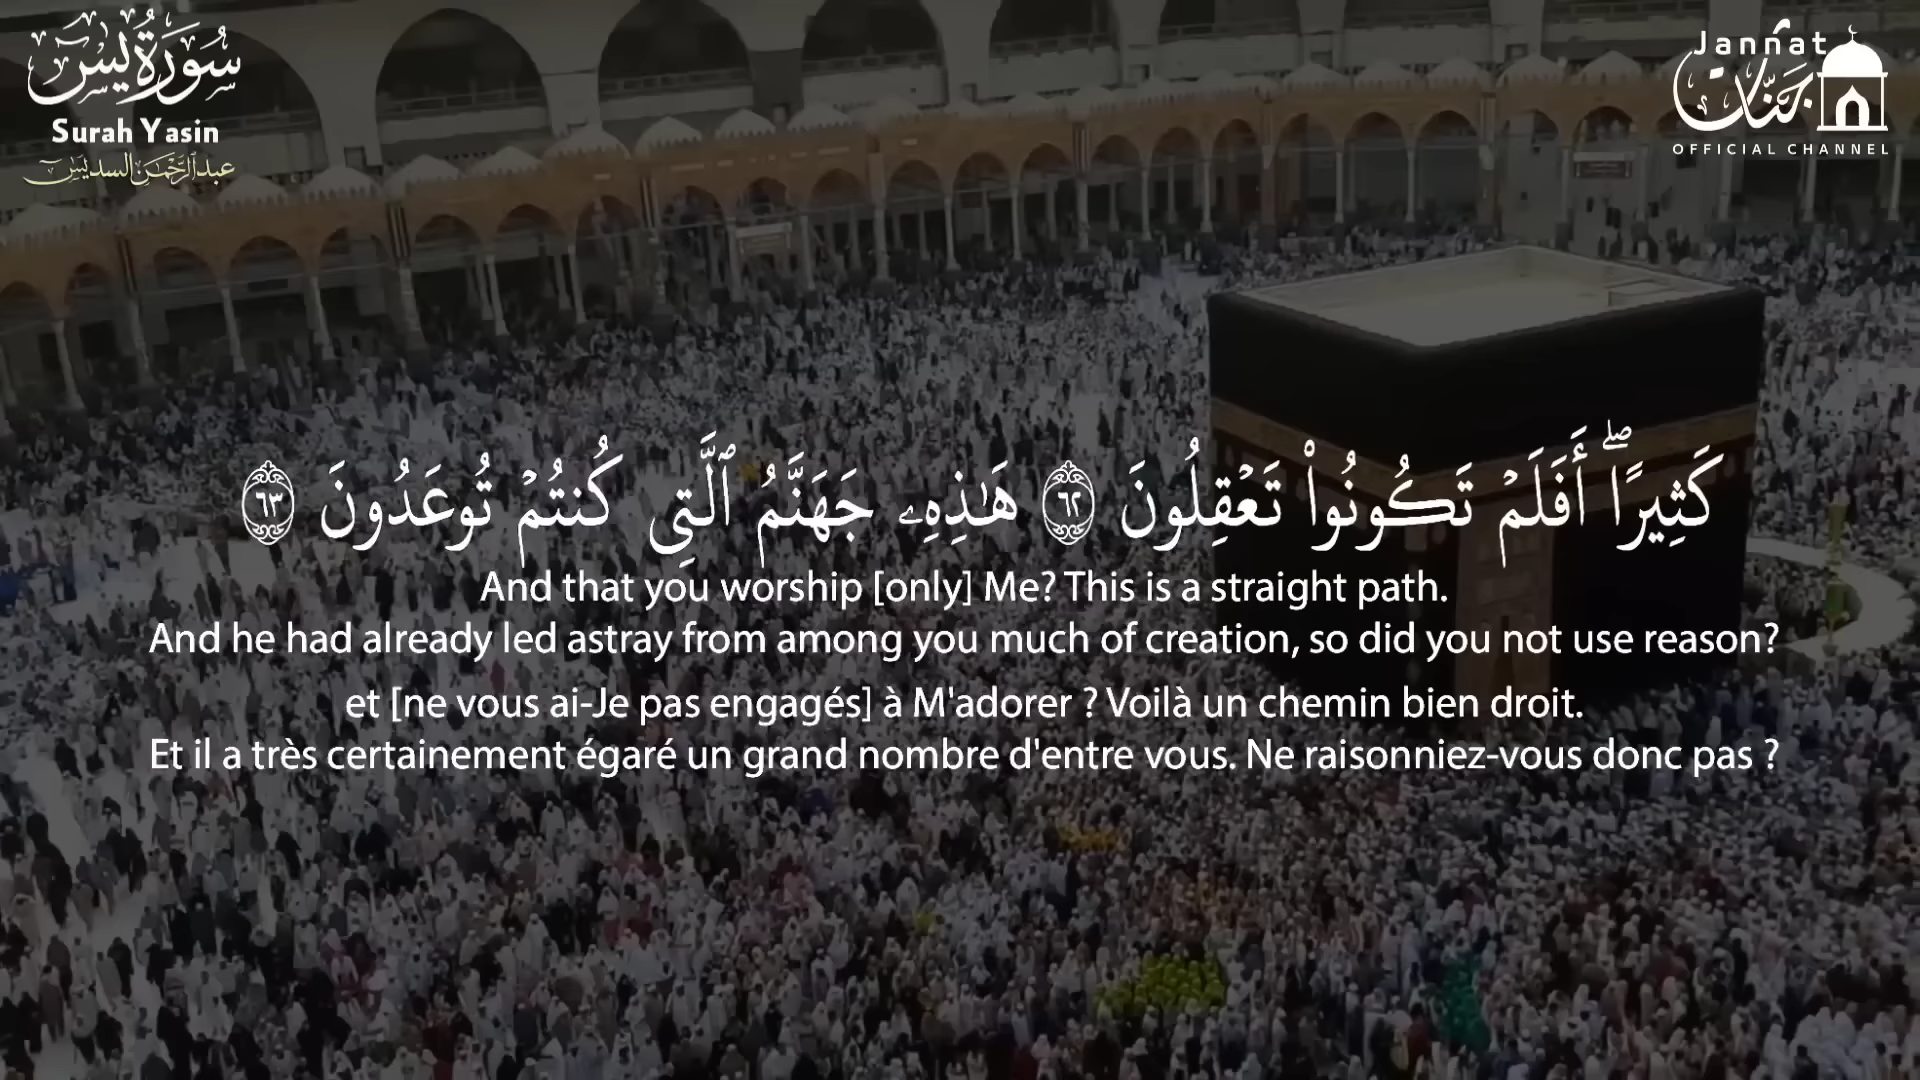 سُورَةُ يس
Surah Yasin
عبد الرحمن السديس
Jannat
جنات
OFFICIAL CHANNEL
كَثِيرًاۖ أَفَلَمۡ تَكُونُواْ تَعۡقِلُونَ ٦٢ هَٰذِهِۦ جَهَنَّمُ ٱلَّتِي كُنتُمۡ تُوعَدُونَ ٦٣
And that you worship [only] Me? This is a straight path.
And he had already led astray from among you much of creation, so did you not use reason?
et [ne vous ai-Je pas engagés] à M'adorer ? Voilà un chemin bien droit.
Et il a très certainement égaré un grand nombre d'entre vous. Ne raisonniez-vous donc pas ?